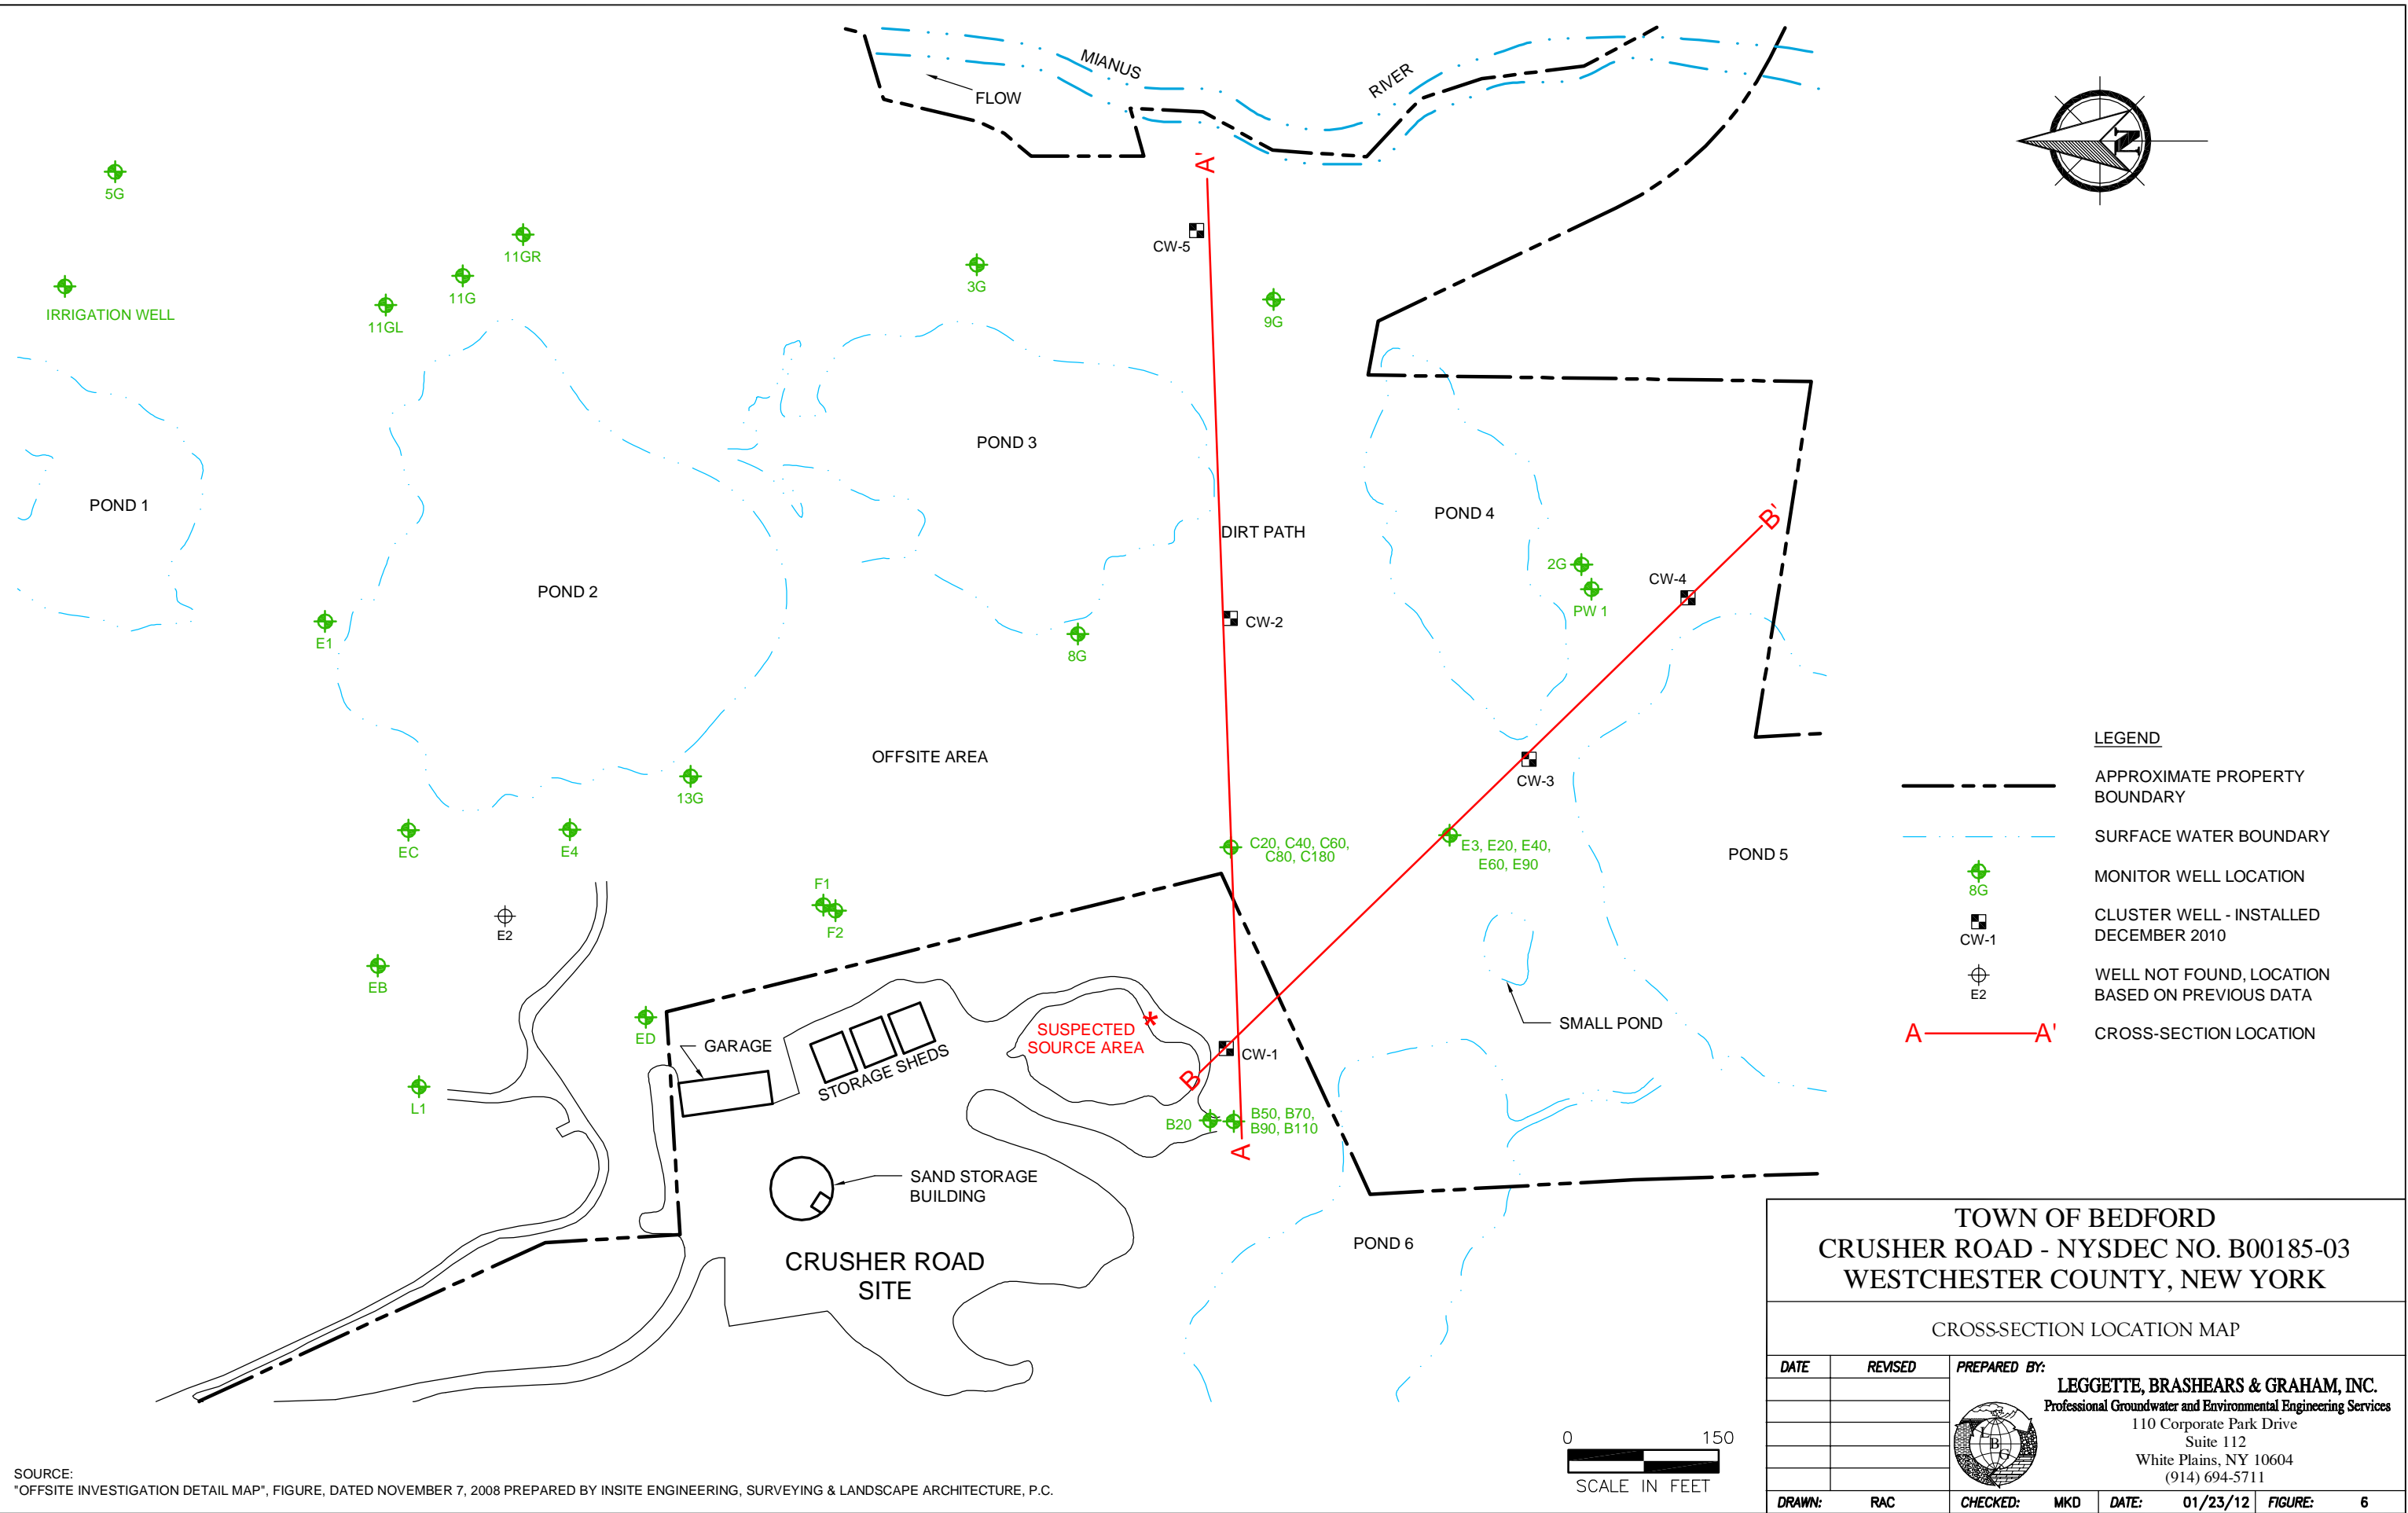 MIANUS
RIVER
FLOW
N
A'
5G
11GR
CW-5
11G
3G
IRRIGATION WELL
11GL
9G
POND 3
POND 1
POND 4
B'
DIRT PATH
2G
CW-4
POND 2
PW 1
E1
CW-2
8G
OFFSITE AREA
CW-3
13G
EC
E4
C20, C40, C60,
C80, C180
E3, E20, E40,
E60, E90
POND 5
F1
F2
E2
EB
ED
GARAGE
STORAGE SHEDS
SUSPECTED *
SOURCE AREA
SMALL POND
CW-1
B
L1
B20
B50, B70,
B90, B110
A
SAND STORAGE
BUILDING
POND 6
CRUSHER ROAD
SITE
LEGEND
APPROXIMATE PROPERTY
BOUNDARY
SURFACE WATER BOUNDARY
8G
MONITOR WELL LOCATION
CW-1
CLUSTER WELL - INSTALLED
DECEMBER 2010
E2
WELL NOT FOUND, LOCATION
BASED ON PREVIOUS DATA
A A' CROSS-SECTION LOCATION
0 150
SCALE IN FEET
SOURCE:
"OFFSITE INVESTIGATION DETAIL MAP", FIGURE, DATED NOVEMBER 7, 2008 PREPARED BY INSITE ENGINEERING, SURVEYING & LANDSCAPE ARCHITECTURE, P.C.
TOWN OF BEDFORD
CRUSHER ROAD - NYSDEC NO. B00185-03
WESTCHESTER COUNTY, NEW YORK
CROSS-SECTION LOCATION MAP
DATE REVISED PREPARED BY:
LEGGETTE, BRASHEARS & GRAHAM, INC.
Professional Groundwater and Environmental Engineering Services
110 Corporate Park Drive
Suite 112
White Plains, NY 10604
(914) 694-5711
L B G
DRAWN: RAC CHECKED: MKD DATE: 01/23/12 FIGURE: 6